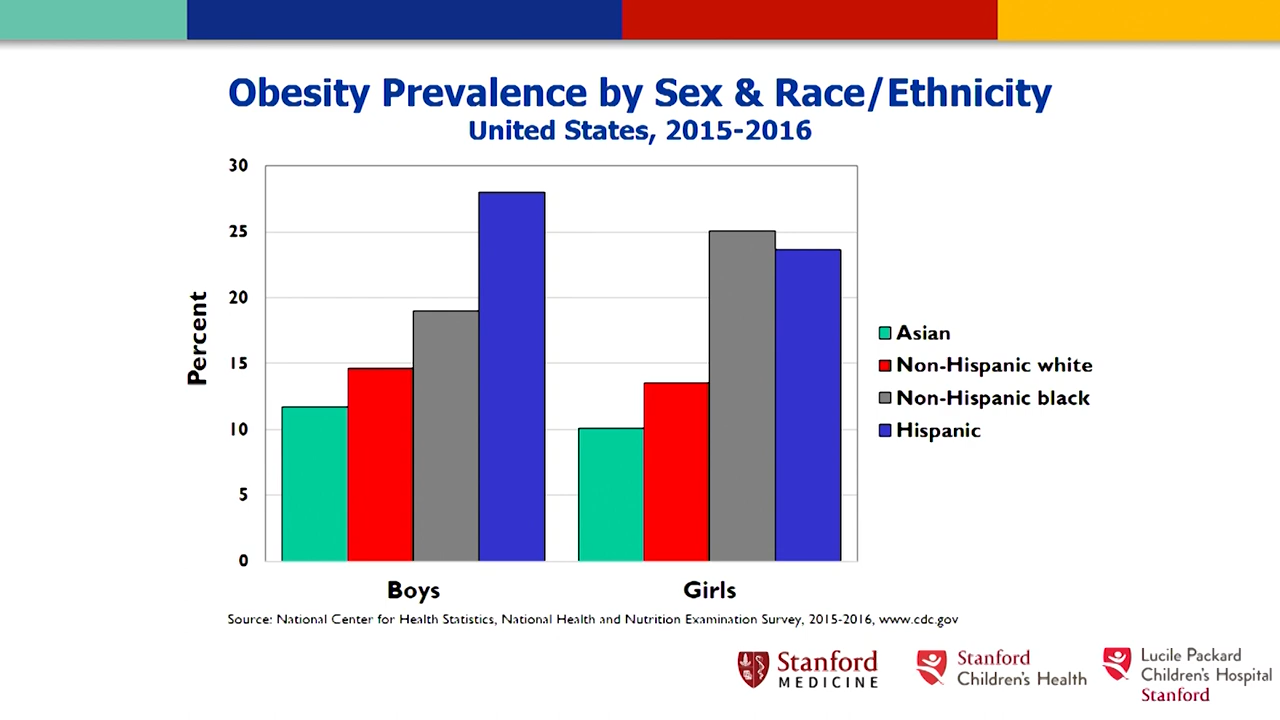 Obesity Prevalence by Sex & Race/Ethnicity
United States, 2015-2016
30
25
20
15
10
5
0
Percent
Boys
Girls
Asian
Non-Hispanic white
Non-Hispanic black
Hispanic
Source: National Center for Health Statistics, National Health and Nutrition Examination Survey, 2015-2016, www.cdc.gov
Stanford
MEDICINE
Stanford
Children's Health
Lucile Packard
Children's Hospital
Stanford